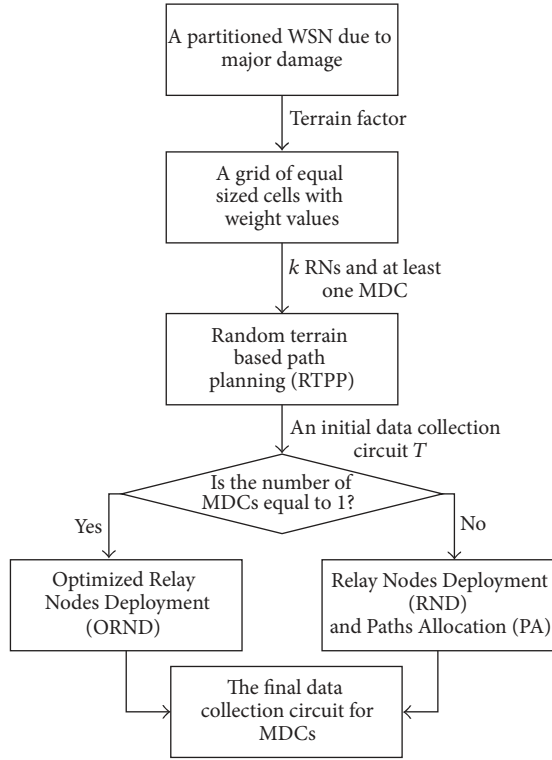 A partitioned WSN due to
major damage
Terrain factor
A grid of equal
sized cells with
weight values
k RNs and at least
one MDC
Random terrain
based path
planning (RTPP)
An initial data collection
circuit T
Is the number of
MDCs equal to 1?
Yes
No
Optimized Relay
Nodes Deployment
(ORND)
Relay Nodes Deployment
(RND)
and Paths Allocation (PA)
The final data
collection circuit for
MDCs